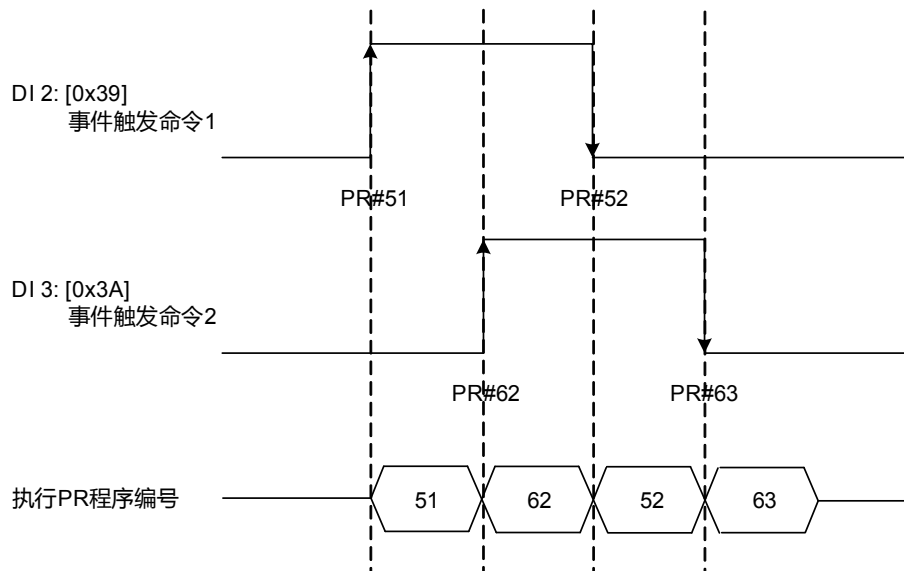 DI 2: [0x39]
事件触发命令1
PR#51
PR#52
DI 3: [0x3A]
事件触发命令2
PR#62
PR#63
执行PR程序编号
51
62
52
63